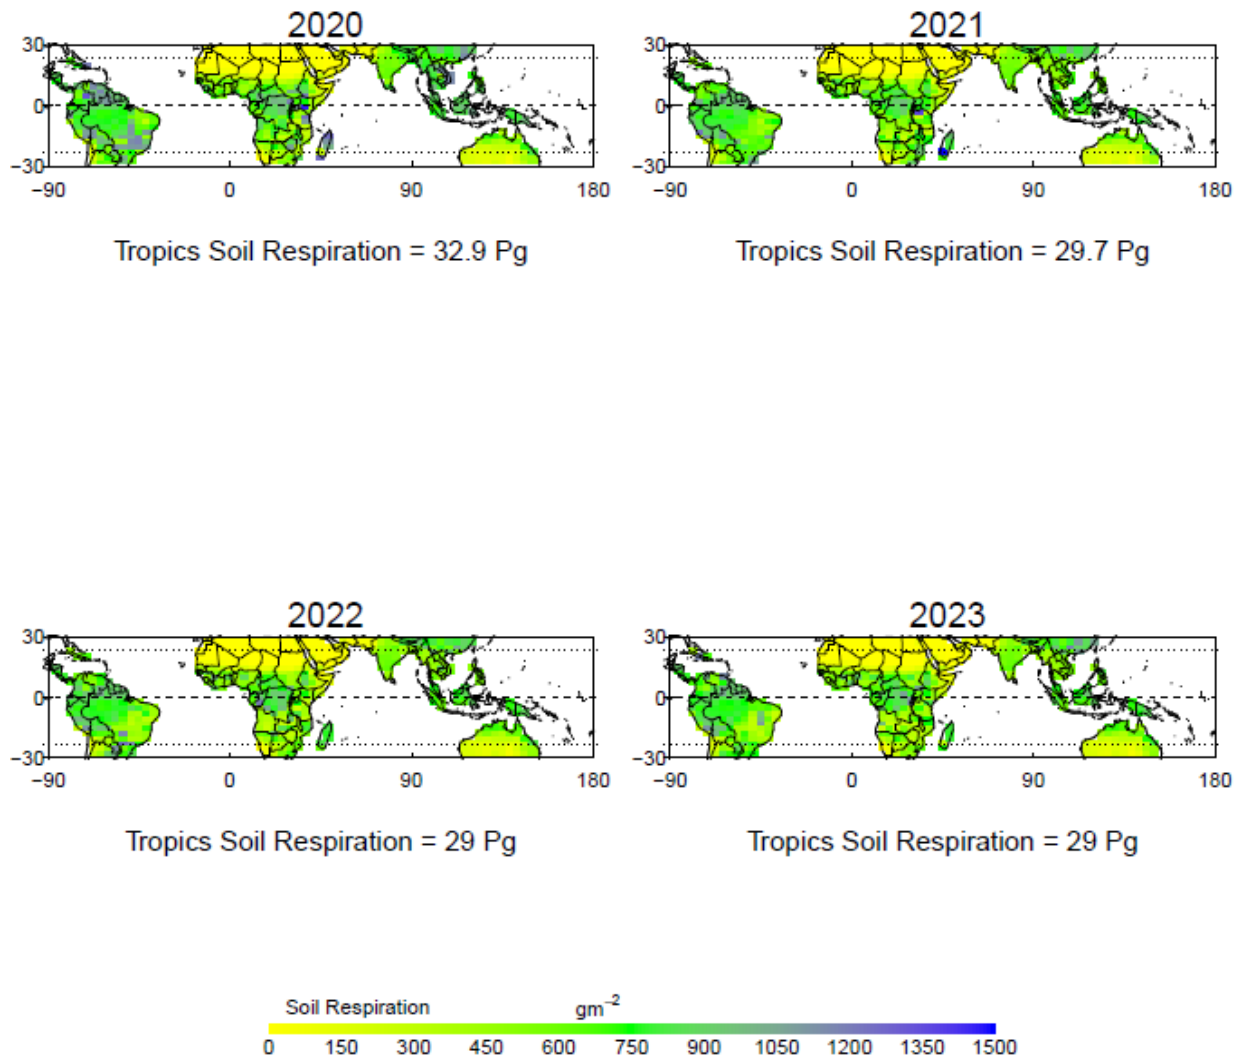 2020
30
0
−30
−90 0 90 180
Tropics Soil Respiration = 32.9 Pg
2021
30
0
−30
−90 0 90 180
Tropics Soil Respiration = 29.7 Pg
2022
30
0
−30
−90 0 90 180
Tropics Soil Respiration = 29 Pg
2023
30
0
−30
−90 0 90 180
Tropics Soil Respiration = 29 Pg
Soil Respiration gm⁻²
0 150 300 450 600 750 900 1050 1200 1350 1500